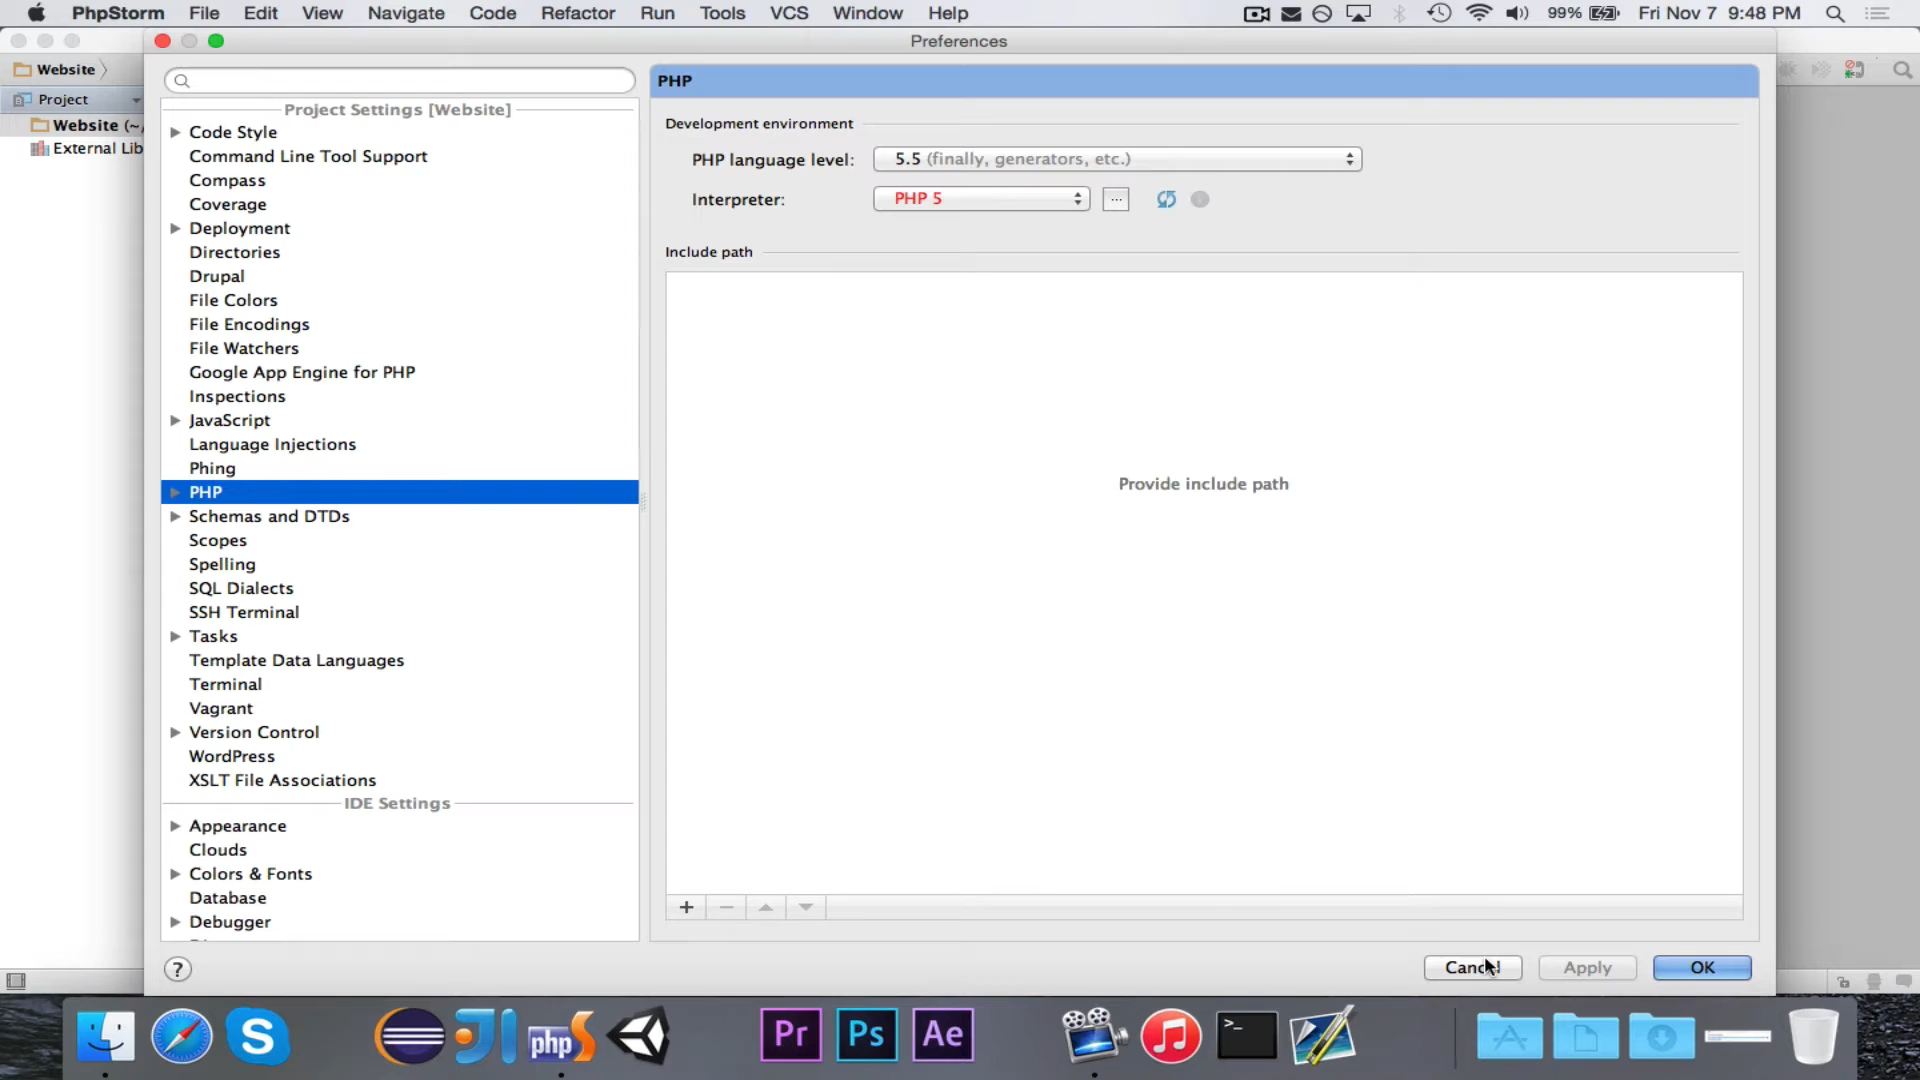 PhpStorm File Edit View Navigate Code Refactor Run Tools VCS Window Help 99% Fri Nov 7 9:48 PM
Preferences
Website
Project
Website (~/
External Lib
Project Settings [Website]
Code Style
Command Line Tool Support
Compass
Coverage
Deployment
Directories
Drupal
File Colors
File Encodings
File Watchers
Google App Engine for PHP
Inspections
JavaScript
Language Injections
Phing
PHP
Schemas and DTDs
Scopes
Spelling
SQL Dialects
SSH Terminal
Tasks
Template Data Languages
Terminal
Vagrant
Version Control
WordPress
XSLT File Associations
IDE Settings
Appearance
Clouds
Colors & Fonts
Database
Debugger
PHP
Development environment
PHP language level: 5.5 (finally, generators, etc.)
Interpreter: PHP 5 ...
Include path
Provide include path
? Cancel Apply OK
S JI phpS Pr Ps Ae >_